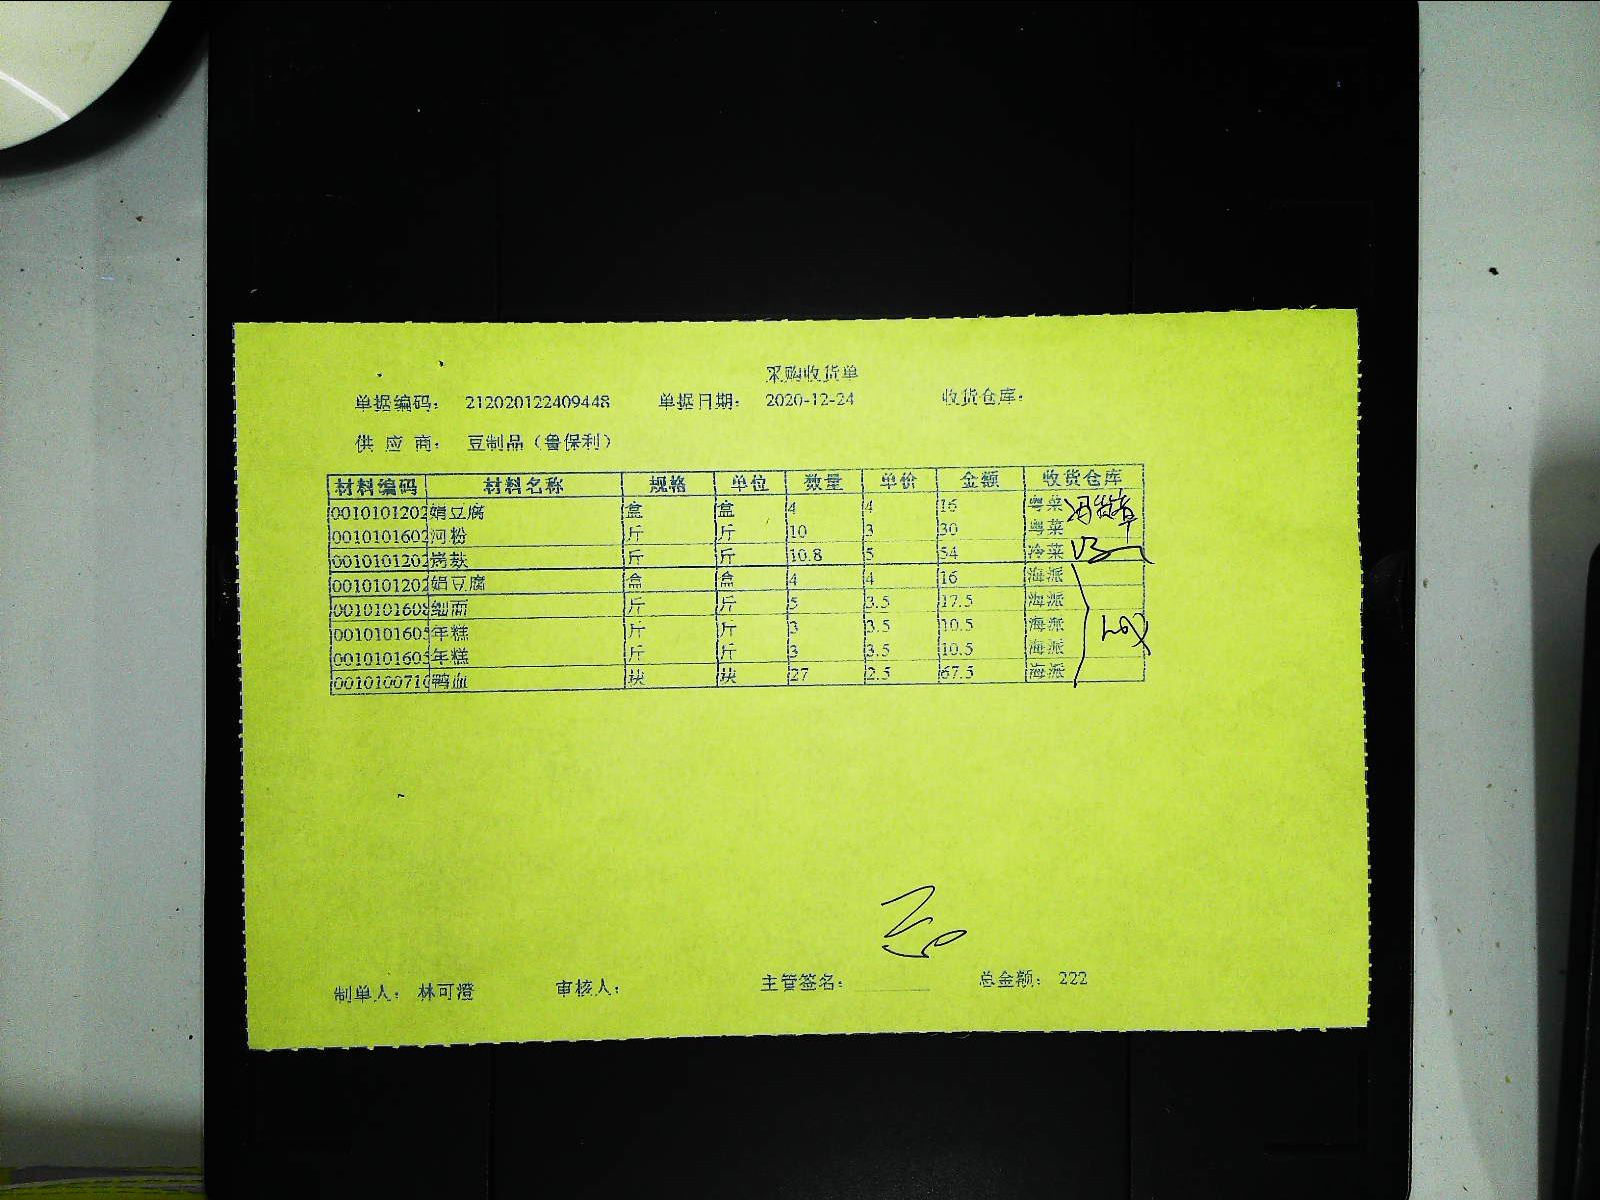 采购收货单
单据编码： 212020122409448 单据日期： 2020-12-24 收货仓库：
供 应 商： 豆制品（鲁保利）
材料编码 材料名称 规格 单位 数量 单价 金额 收货仓库
0010101202 娟豆腐 盒 盒 4 4 16 粤菜
0010101602 河粉 斤 斤 10 3 30 粤菜
0010101202 烤麸 斤 斤 10.8 5 54 冷菜
0010101202 娟豆腐 盒 盒 4 4 16 海派
0010101608 细面 斤 斤 5 3.5 17.5 海派
0010101605 年糕 斤 斤 3 3.5 10.5 海派
0010101605 年糕 斤 斤 3 3.5 10.5 海派
0010100710 鸭血 块 块 27 2.5 67.5 海派
制单人： 林可澄 审核人： 主管签名： 总金额： 222